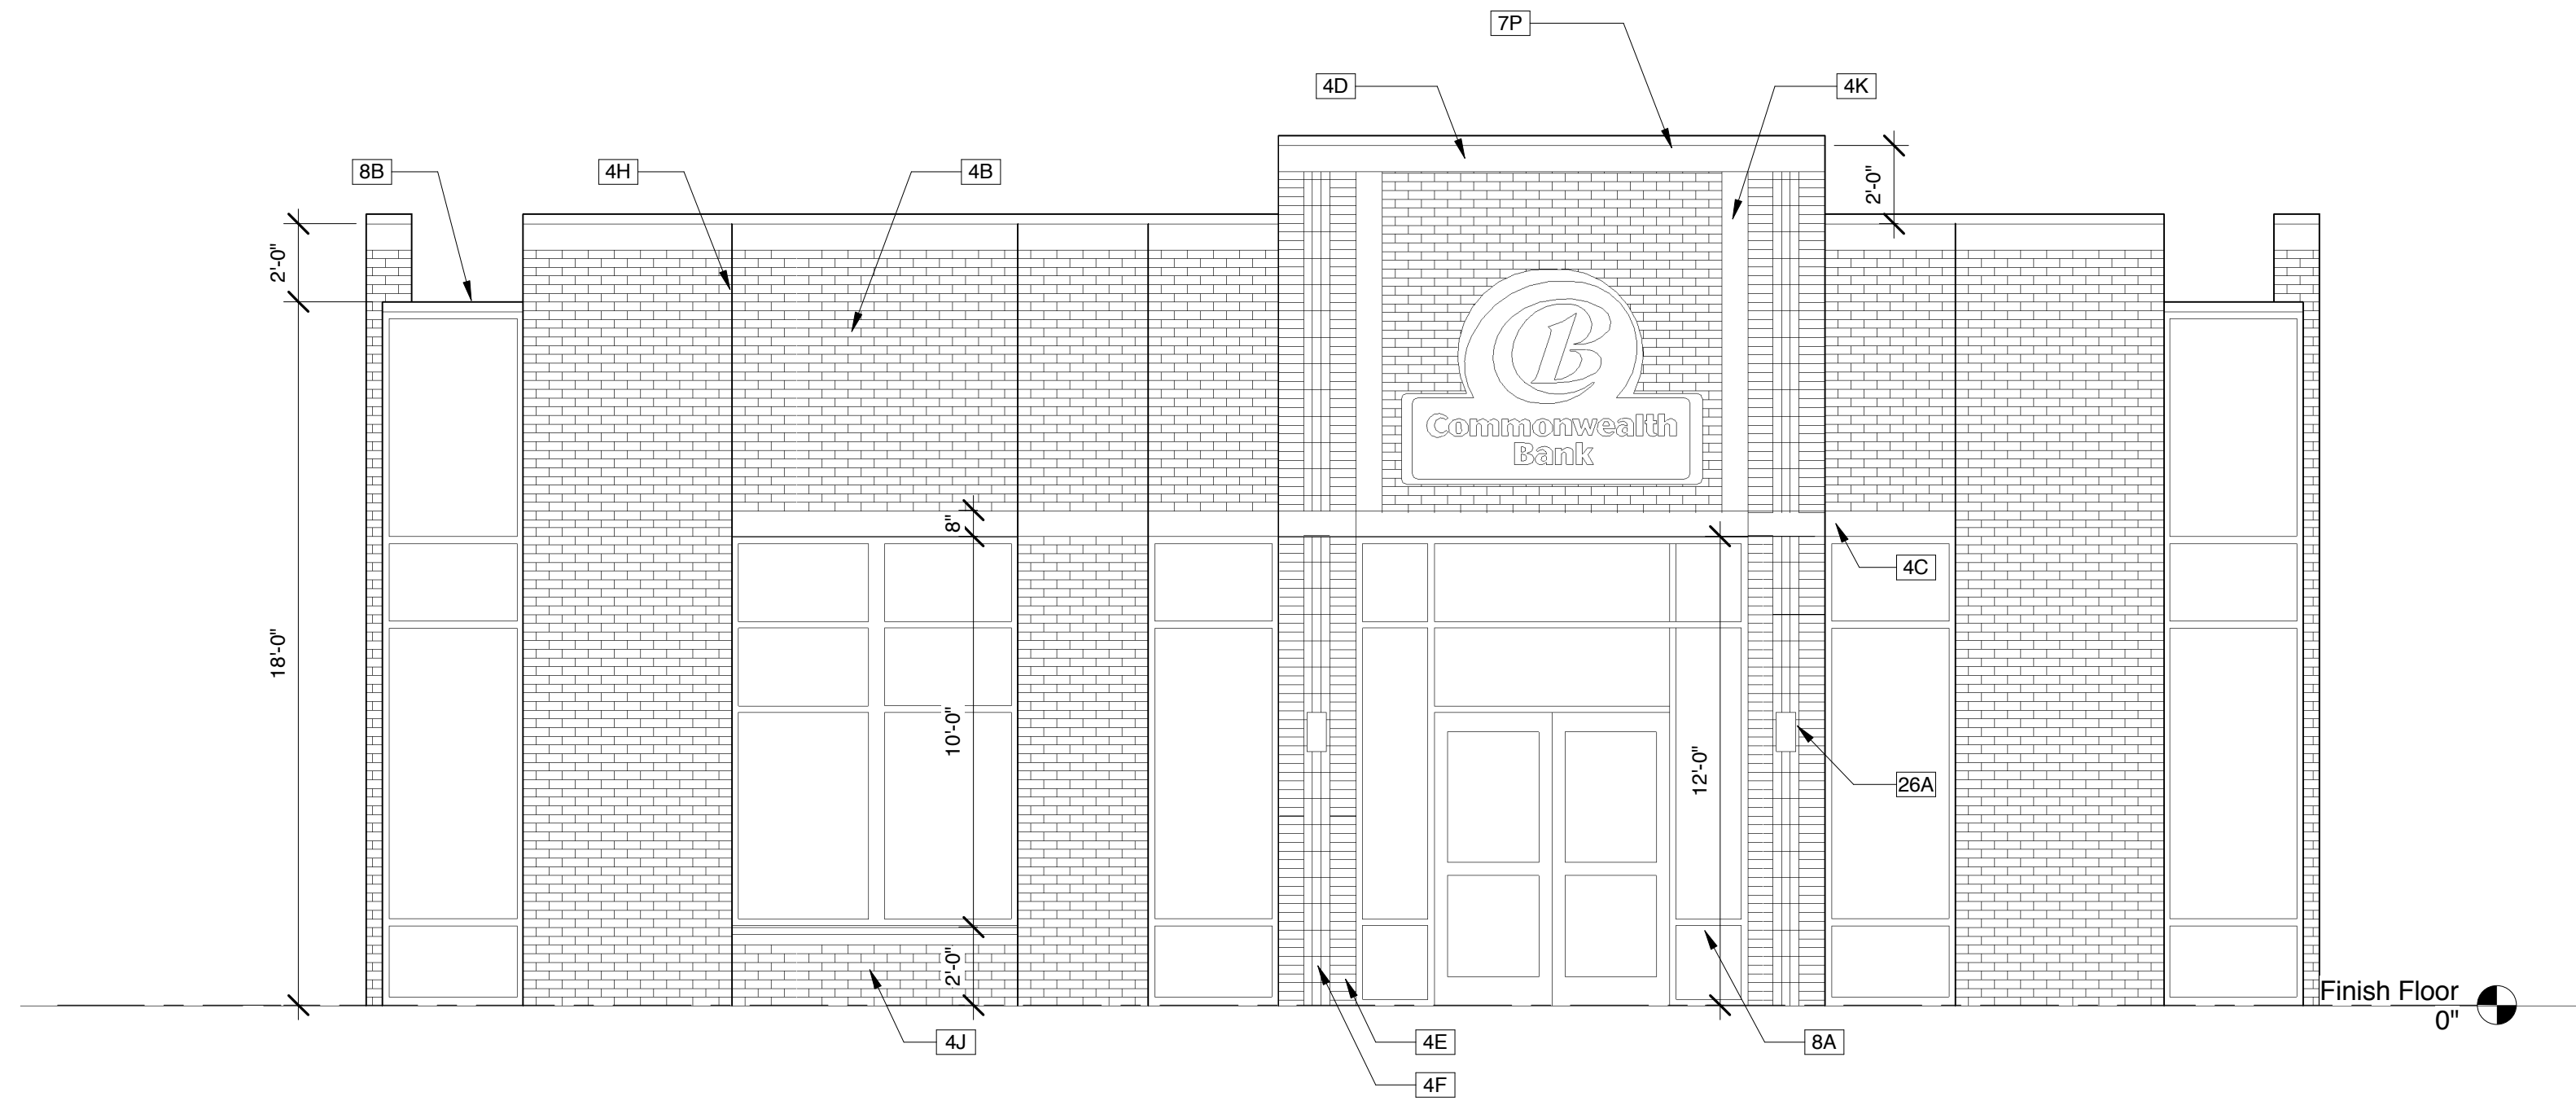 7P
4D
4K
8B
4H
4B
2'-0"
2'-0"
Commonwealth
Bank
8"
4C
18'-0"
10'-0"
12'-0"
26A
2'-0"
Finish Floor
0"
4J
4E
8A
4F